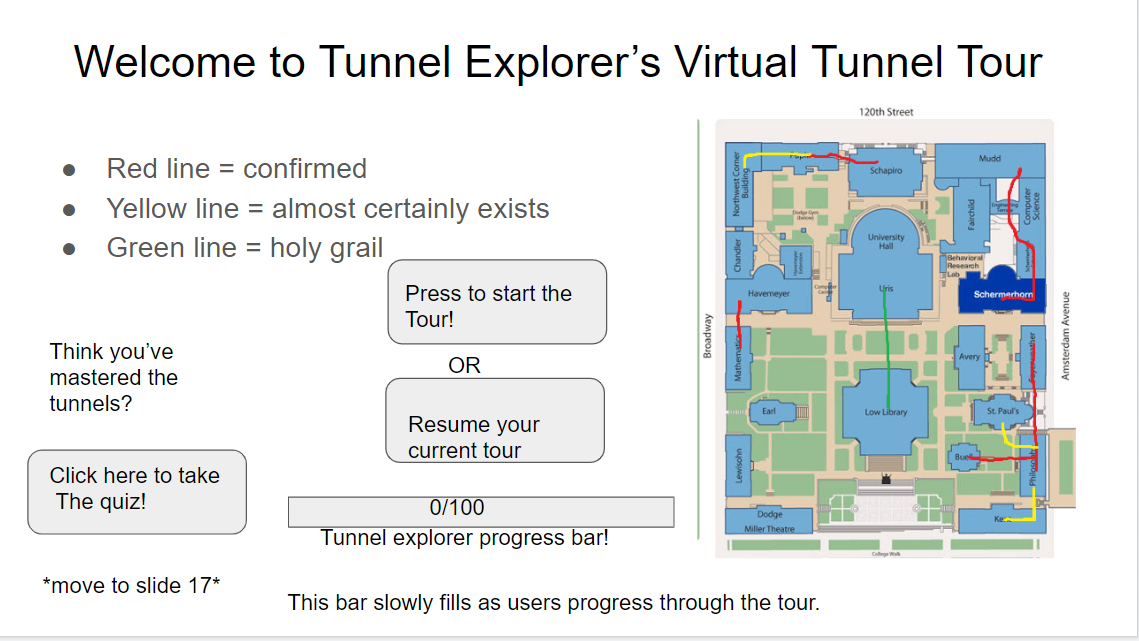 Welcome to Tunnel Explorer's Virtual Tunnel Tour
● Red line = confirmed
● Yellow line = almost certainly exists
● Green line = holy grail
Press to start the
Tour!
OR
Resume your
current tour
Think you've
mastered the
tunnels?
Click here to take
The quiz!
0/100
Tunnel explorer progress bar!
*move to slide 17*
This bar slowly fills as users progress through the tour.
120th Street
Broadway
Amsterdam Avenue
Northwest Corner
Building
Schapiro
Mudd
Computer
Science
Fairchild
University
Hall
Uris
Chandler
Havemeyer
Behavioral
Research
Lab
Schermerhorn
Computer
Center
Mathematics
Avery
Earl
Low Library
St. Paul's
Lewisohn
Dodge
Miller Theatre
College Walk